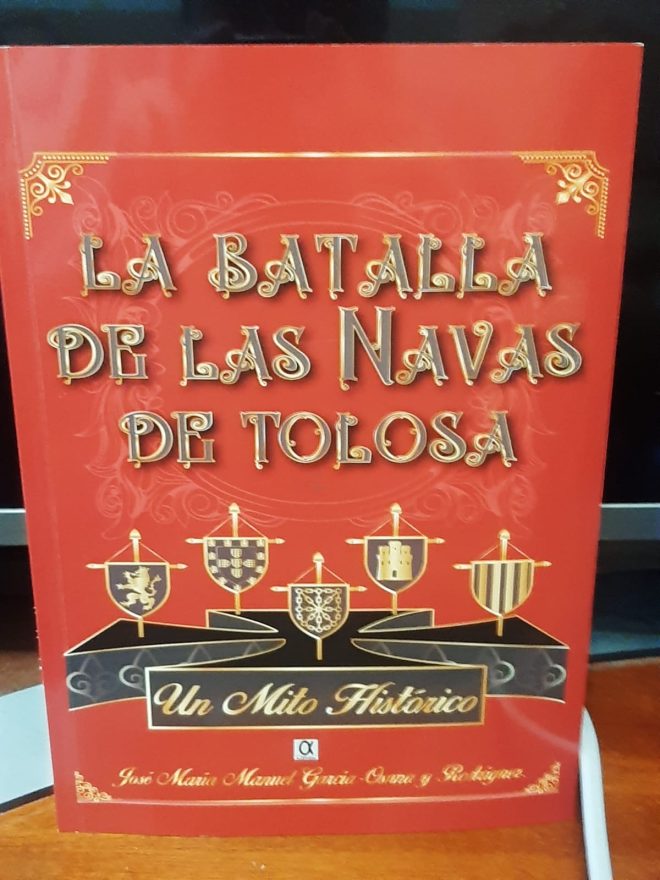 LA BATALLA
DE LAS NAVAS
DE TOLOSA
Un Mito Histórico
α
José María Manuel García-Osuna y Rodríguez